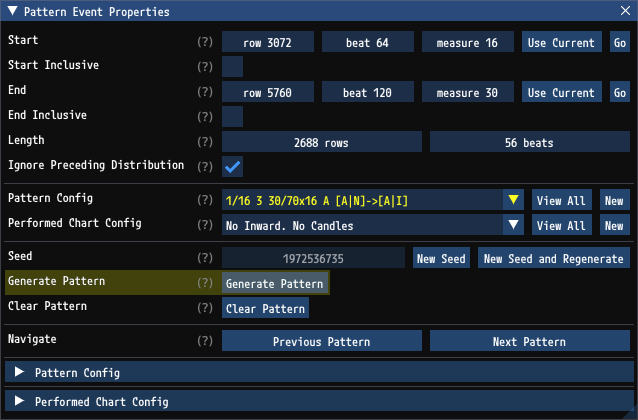 Pattern Event Properties
Start (?) row 3072 beat 64 measure 16 Use Current Go
Start Inclusive (?)
End (?) row 5760 beat 120 measure 30 Use Current Go
End Inclusive (?)
Length (?) 2688 rows 56 beats
Ignore Preceding Distribution (?)
Pattern Config (?) 1/16 3 30/70x16 A [A|N]->[A|I] View All New
Performed Chart Config (?) No Inward. No Candles View All New
Seed (?) 1972536735 New Seed New Seed and Regenerate
Generate Pattern (?) Generate Pattern
Clear Pattern (?) Clear Pattern
Navigate (?) Previous Pattern Next Pattern
Pattern Config
Performed Chart Config